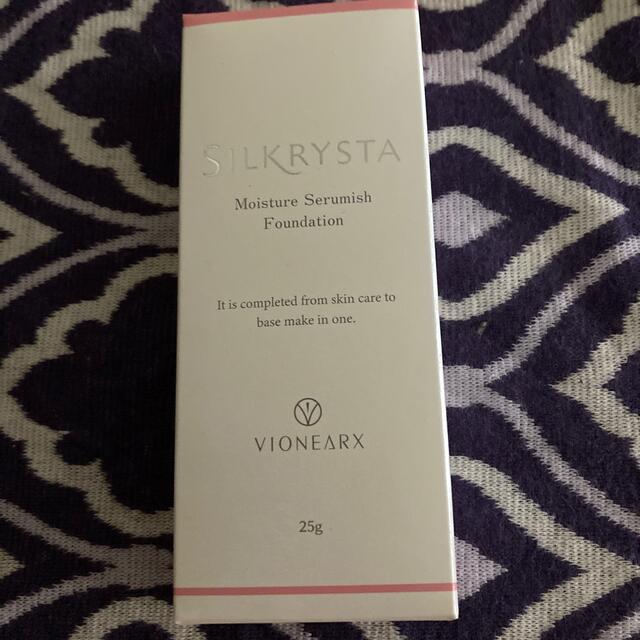 SILKRYSTA
Moisture Serumish
Foundation
It is completed from skin care to
base make in one.
VIONEARX
25g